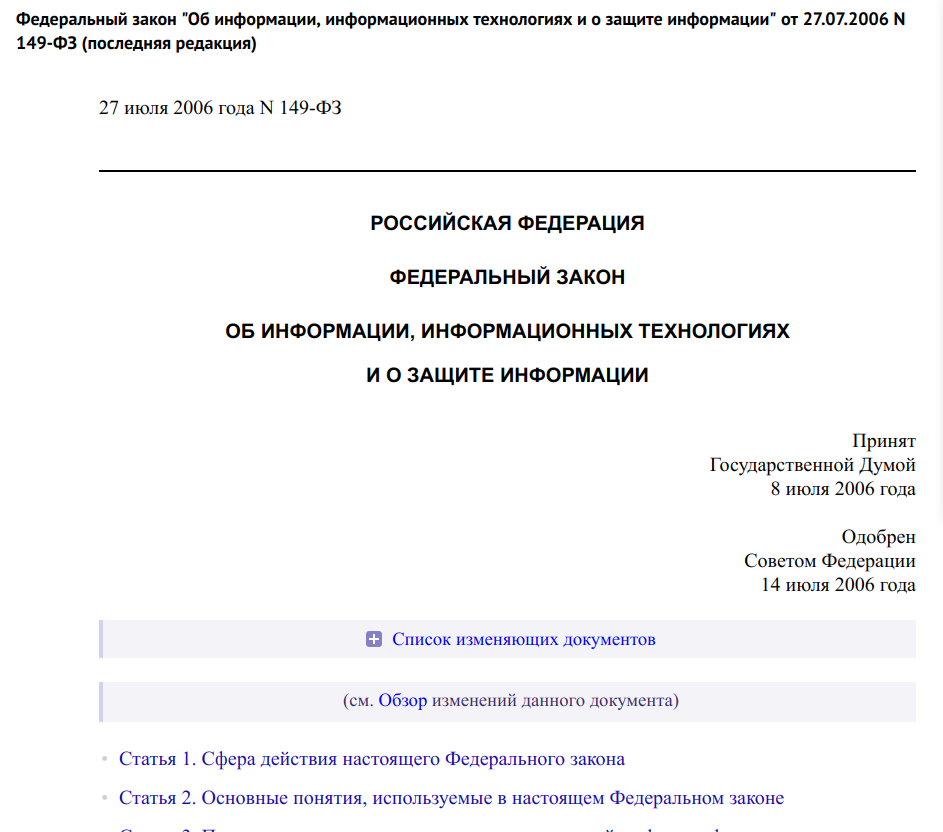 Федеральный закон "Об информации, информационных технологиях и о защите информации" от 27.07.2006 N
149-ФЗ (последняя редакция)
27 июля 2006 года N 149-ФЗ
РОССИЙСКАЯ ФЕДЕРАЦИЯ
ФЕДЕРАЛЬНЫЙ ЗАКОН
ОБ ИНФОРМАЦИИ, ИНФОРМАЦИОННЫХ ТЕХНОЛОГИЯХ
И О ЗАЩИТЕ ИНФОРМАЦИИ
Принят
Государственной Думой
8 июля 2006 года
Одобрен
Советом Федерации
14 июля 2006 года
Список изменяющих документов
(см. Обзор изменений данного документа)
Статья 1. Сфера действия настоящего Федерального закона
Статья 2. Основные понятия, используемые в настоящем Федеральном законе